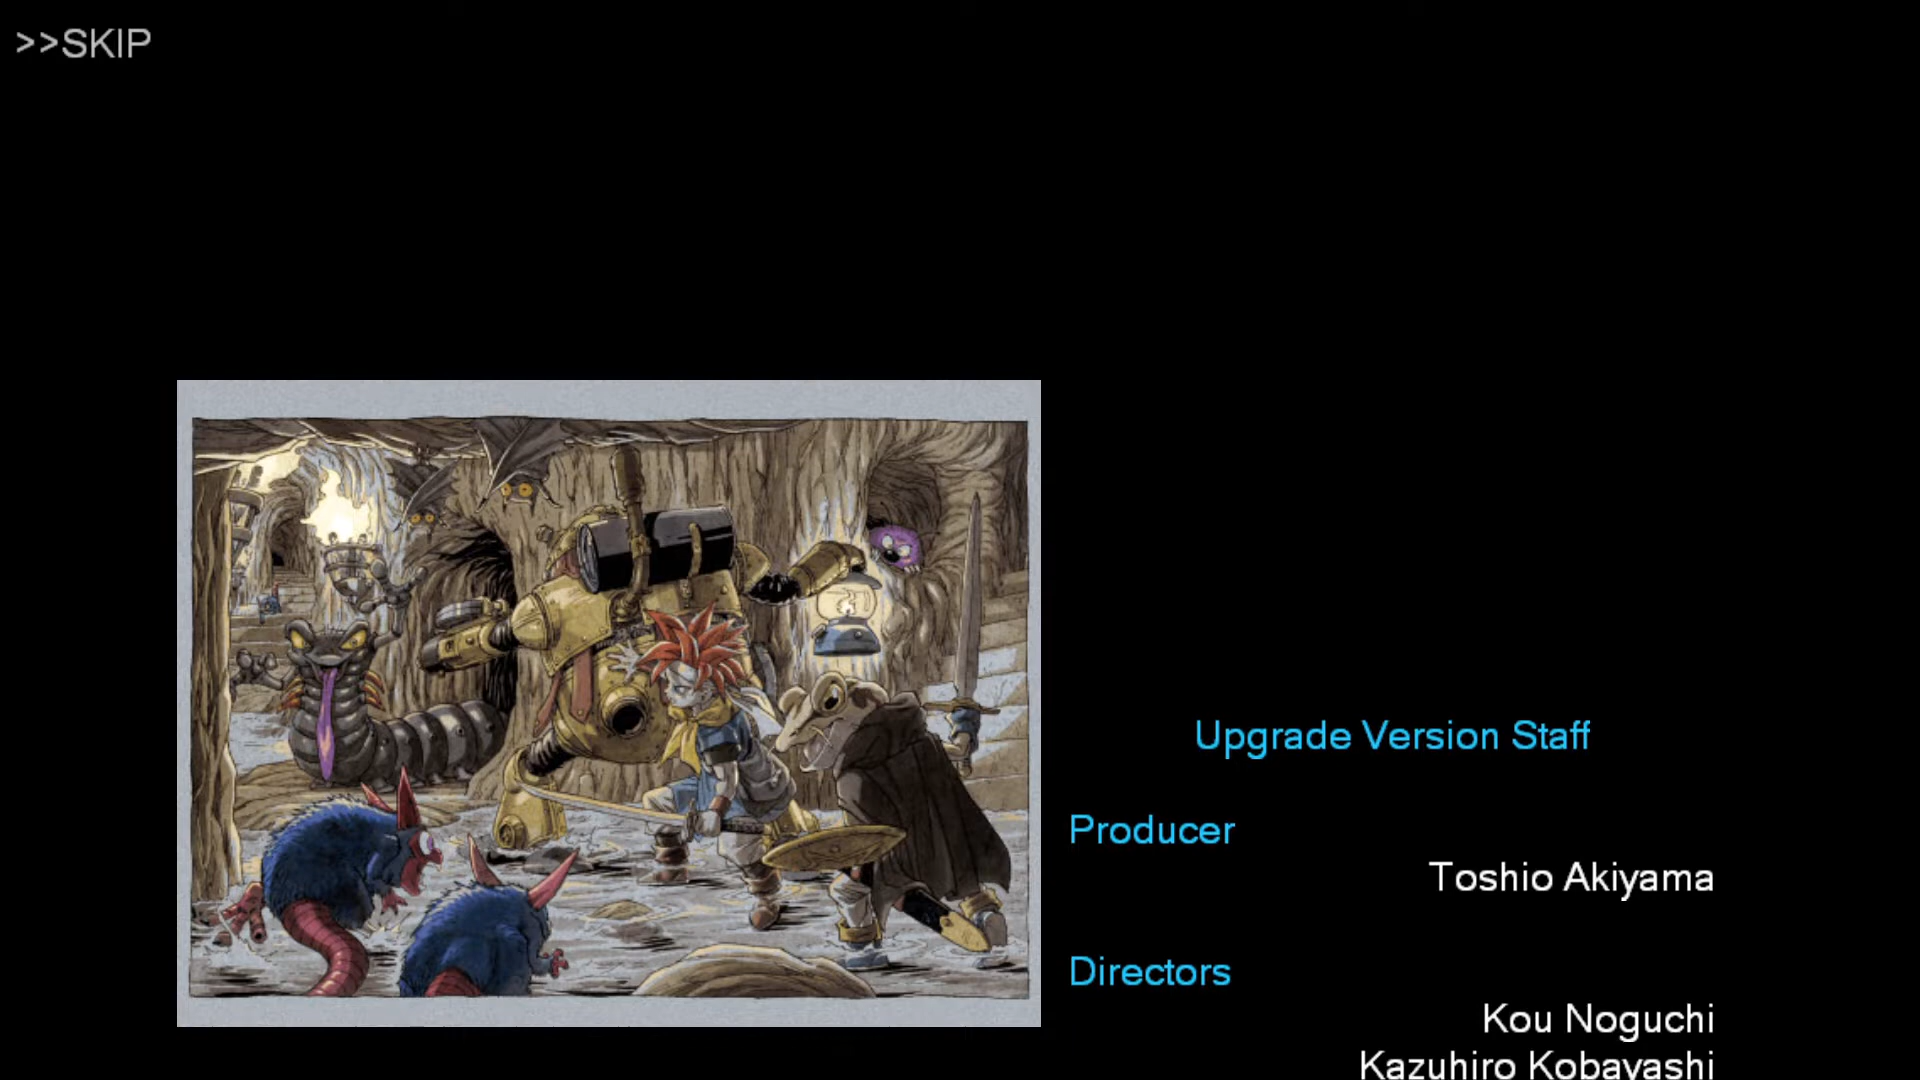 >>SKIP
Upgrade Version Staff
Producer
Toshio Akiyama
Directors
Kou Noguchi
Kazuhiro Kobayashi